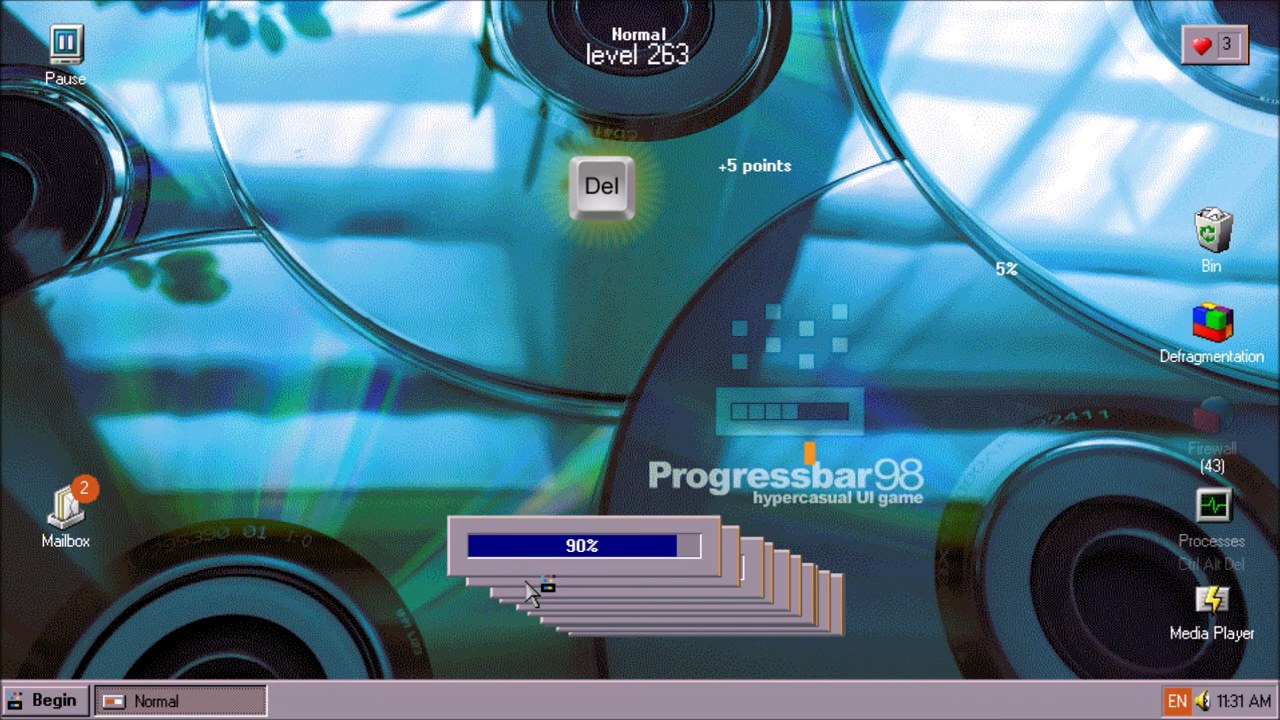 Normal
level 263
Pause
3
+5 points
Del
Bin
5%
Defragmentation
Firewall
(43)
2411
Progressbar98
hypercasual UI game
2
Mailbox
90%
Processes
Ctrl Alt Del
Media Player
Begin
Normal
EN
11:31 AM